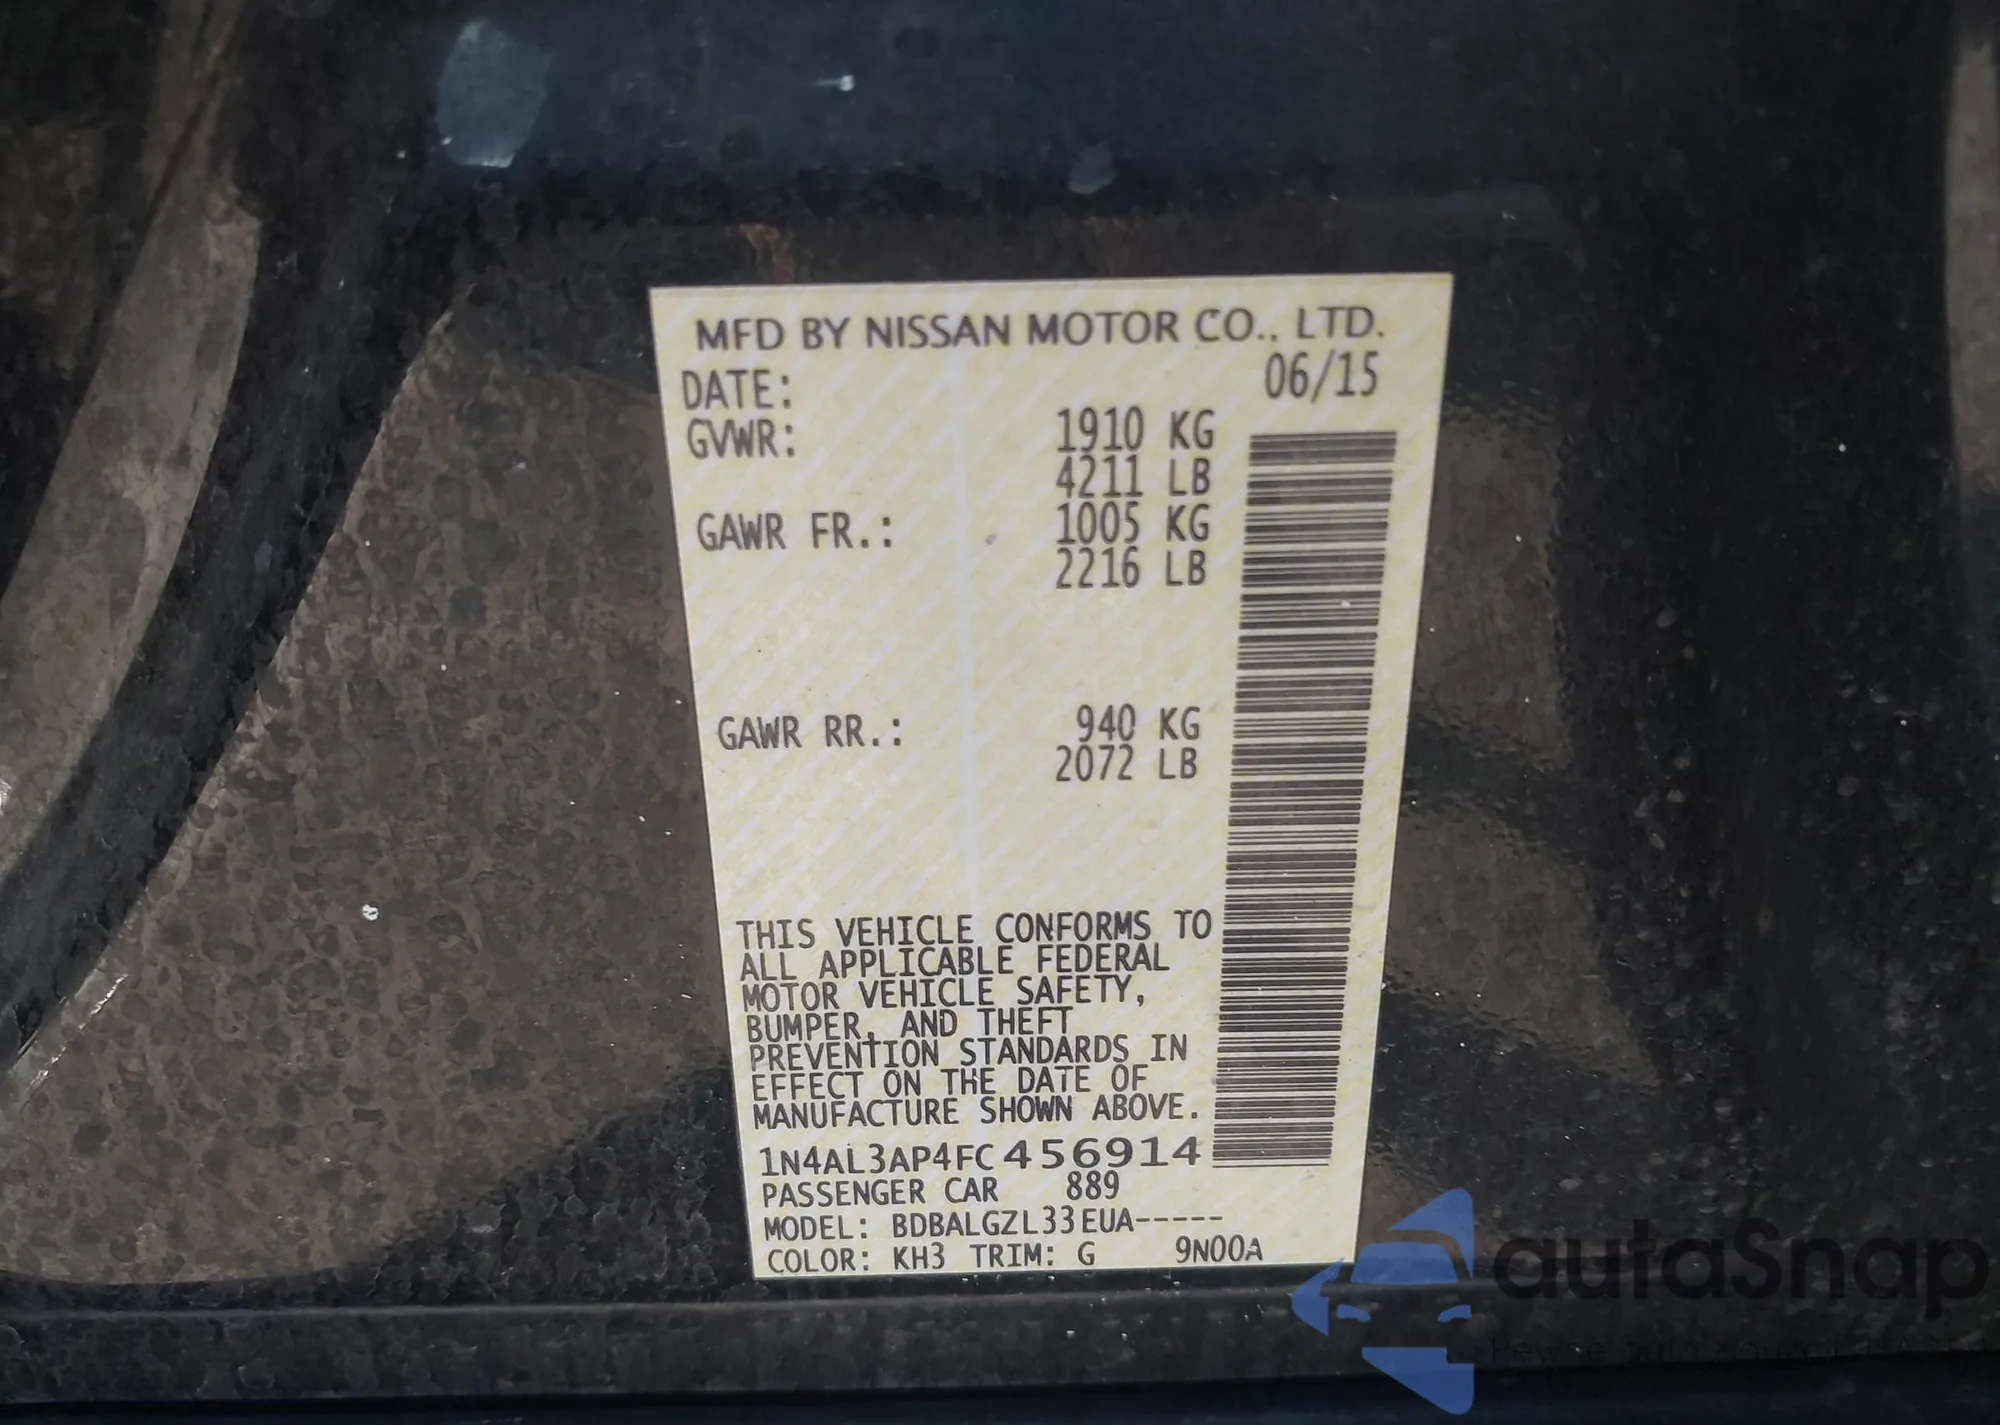 MFD BY NISSAN MOTOR CO., LTD.
DATE: 06/15
GVWR: 1910 KG
4211 LB
GAWR FR.: 1005 KG
2216 LB
GAWR RR.: 940 KG
2072 LB
THIS VEHICLE CONFORMS TO
ALL APPLICABLE FEDERAL
MOTOR VEHICLE SAFETY,
BUMPER, AND THEFT
PREVENTION STANDARDS IN
EFFECT ON THE DATE OF
MANUFACTURE SHOWN ABOVE.
1N4AL3AP4FC456914
PASSENGER CAR 889
MODEL: BDBALGZL33EUA-----
COLOR: KH3 TRIM: G 9N00A
autaSnap